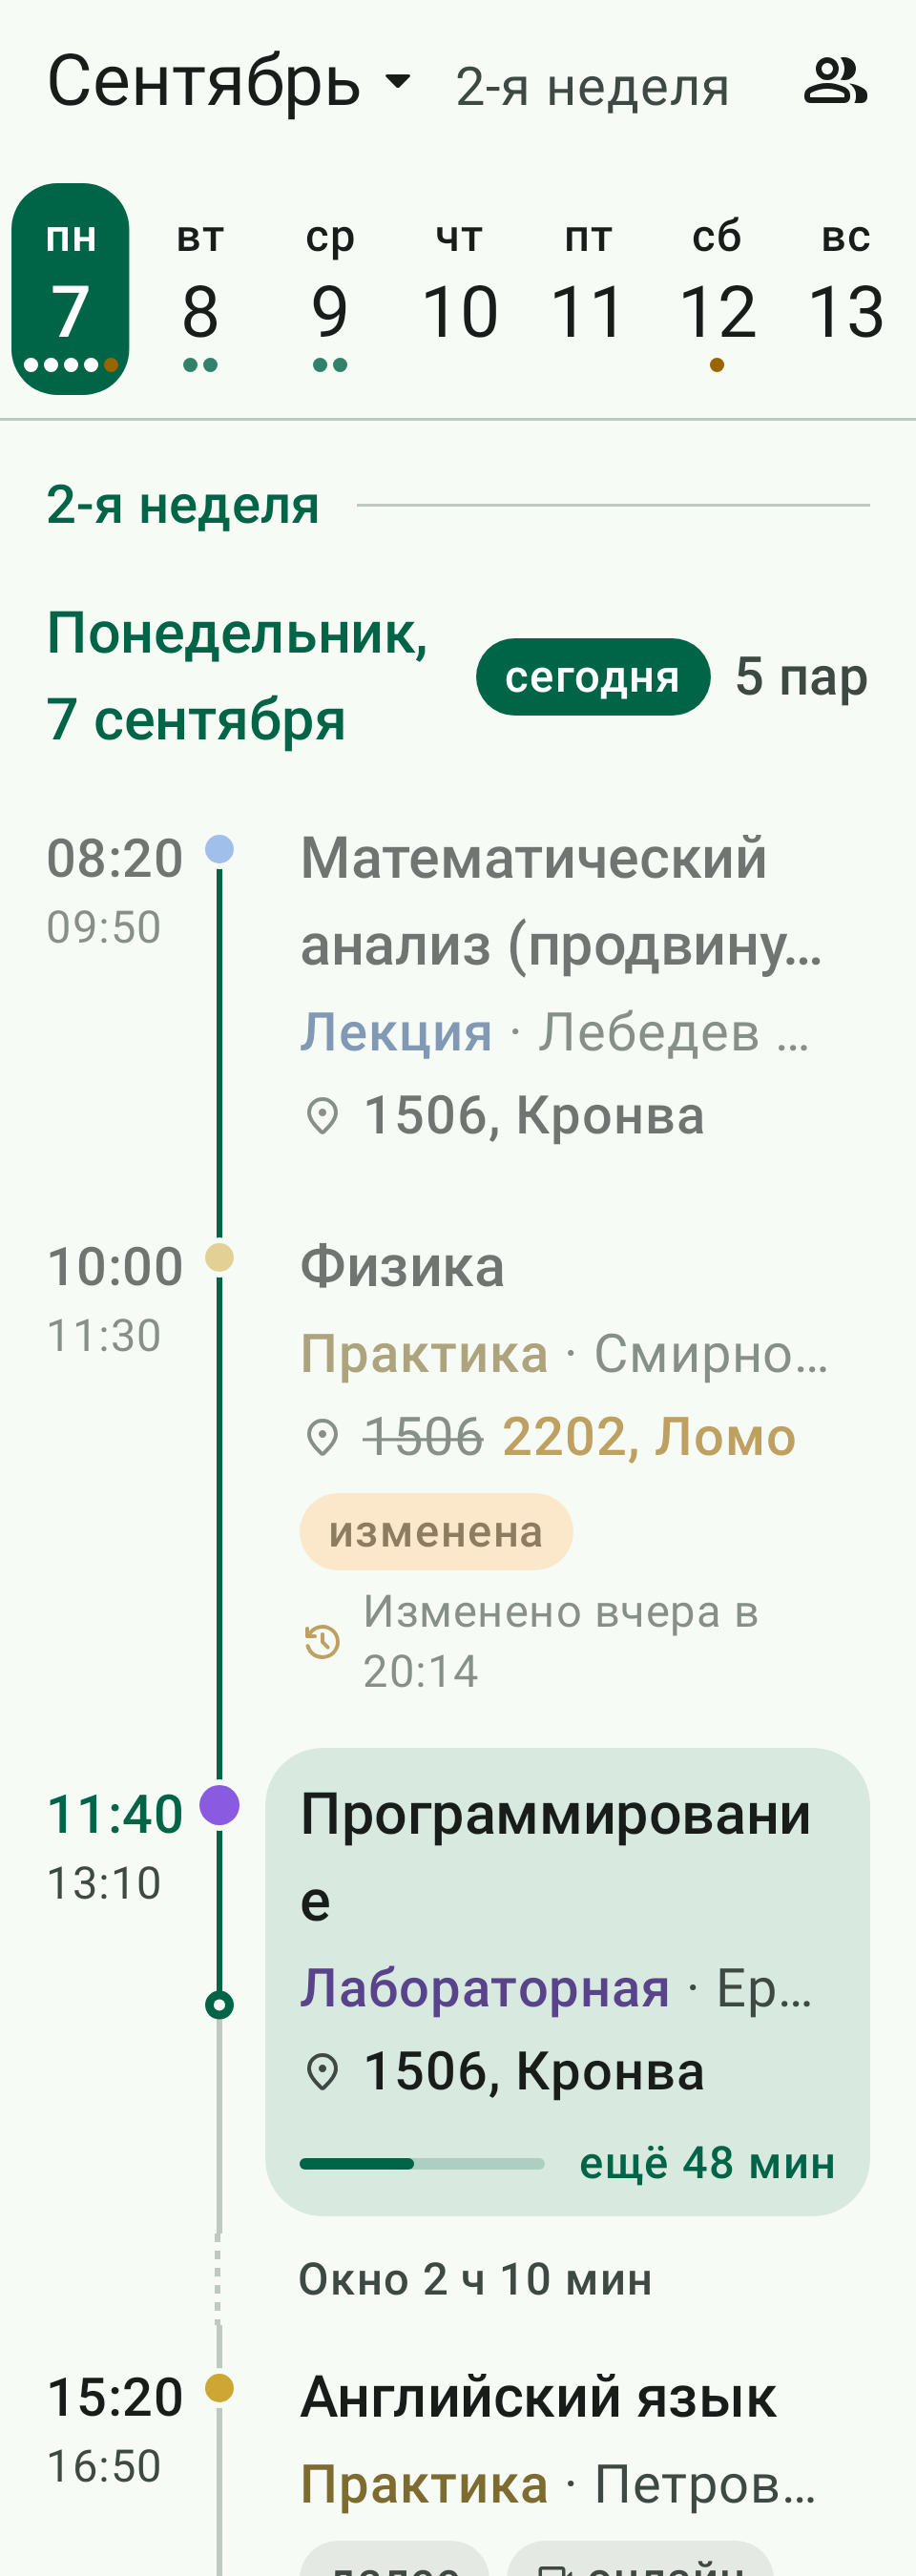 Сентябрь 2-я неделя
пн вт ср чт пт сб вс
7 8 9 10 11 12 13
2-я неделя
Понедельник,
7 сентября
сегодня 5 пар
08:20 Математический
09:50 анализ (продвину...
Лекция · Лебедев ...
1506, Кронва
10:00 Физика
11:30 Практика · Смирно...
1506 2202, Ломо
изменена
Изменено вчера в
20:14
11:40 Программировани
13:10 е
Лабораторная · Ер...
1506, Кронва
ещё 48 мин
Окно 2 ч 10 мин
15:20 Английский язык
16:50 Практика · Петров...
далее онлайн